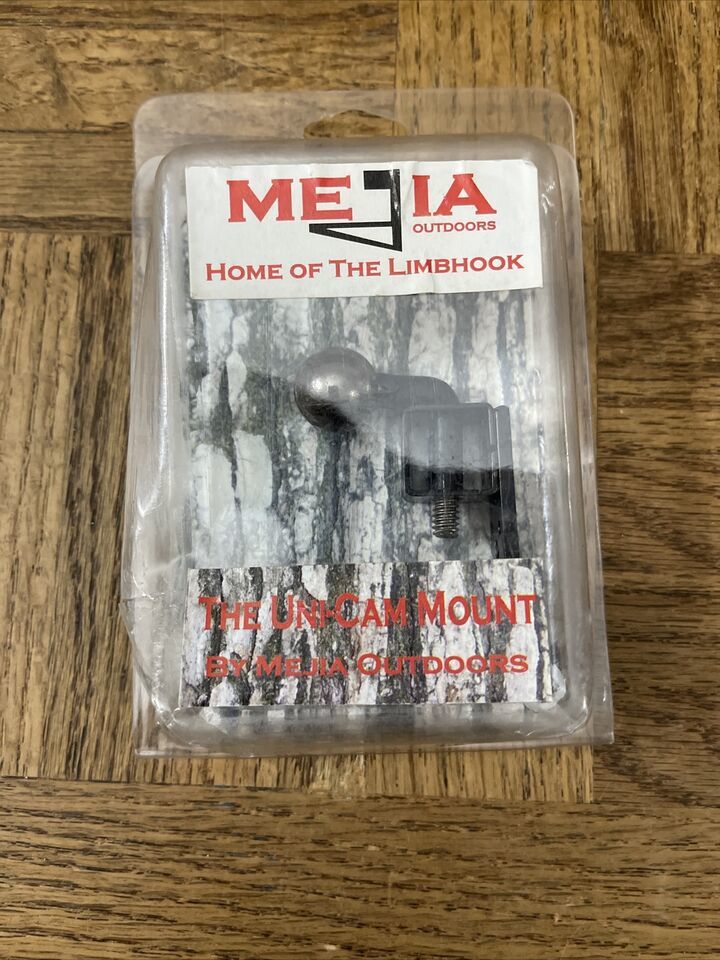 MEJIA
OUTDOORS
HOME OF THE LIMBHOOK
THE UNI-CAM MOUNT
BY MEJIA OUTDOORS